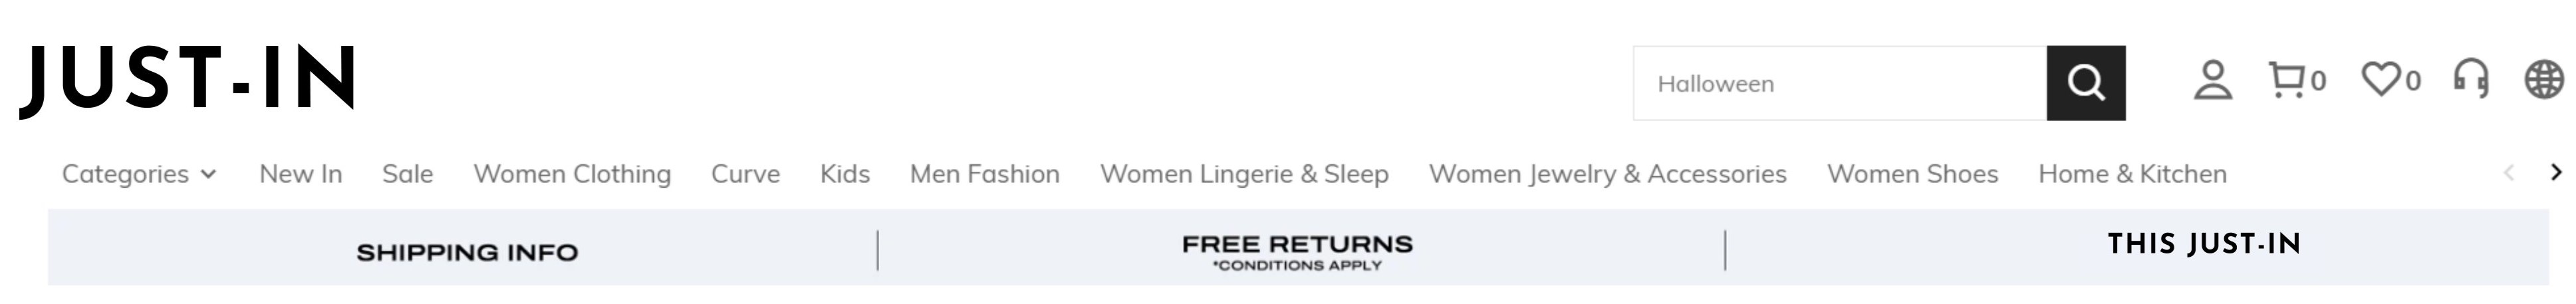 JUST-IN
Halloween
0
0
Categories New In Sale Women Clothing Curve Kids Men Fashion Women Lingerie & Sleep Women Jewelry & Accessories Women Shoes Home & Kitchen
SHIPPING INFO
FREE RETURNS
*CONDITIONS APPLY
THIS JUST-IN